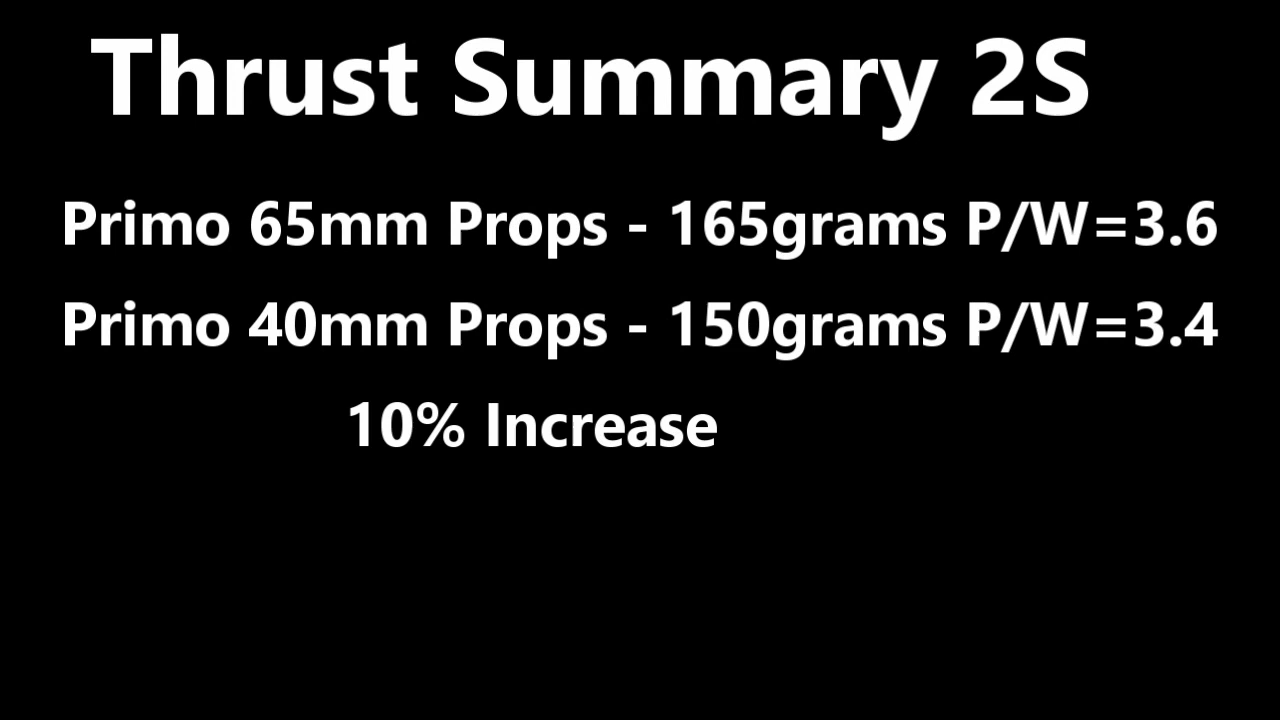 Thrust Summary 2S
Primo 65mm Props - 165grams P/W=3.6
Primo 40mm Props - 150grams P/W=3.4
10% Increase